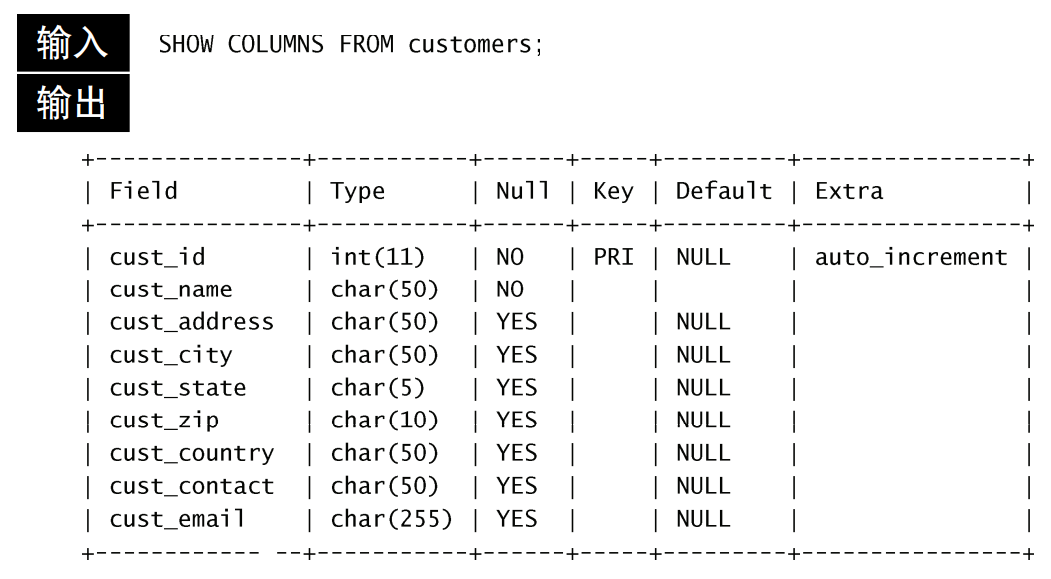 输入 SHOW COLUMNS FROM customers;
输出
+---------------+-----------+------+-----+---------+----------------+
| Field         | Type      | Null | Key | Default | Extra          |
+---------------+-----------+------+-----+---------+----------------+
| cust_id       | int(11)   | NO   | PRI | NULL    | auto_increment |
| cust_name     | char(50)  | NO   |     |         |                |
| cust_address  | char(50)  | YES  |     | NULL    |                |
| cust_city     | char(50)  | YES  |     | NULL    |                |
| cust_state    | char(5)   | YES  |     | NULL    |                |
| cust_zip      | char(10)  | YES  |     | NULL    |                |
| cust_country  | char(50)  | YES  |     | NULL    |                |
| cust_contact  | char(50)  | YES  |     | NULL    |                |
| cust_email    | char(255) | YES  |     | NULL    |                |
+------------ --+-----------+------+-----+---------+----------------+